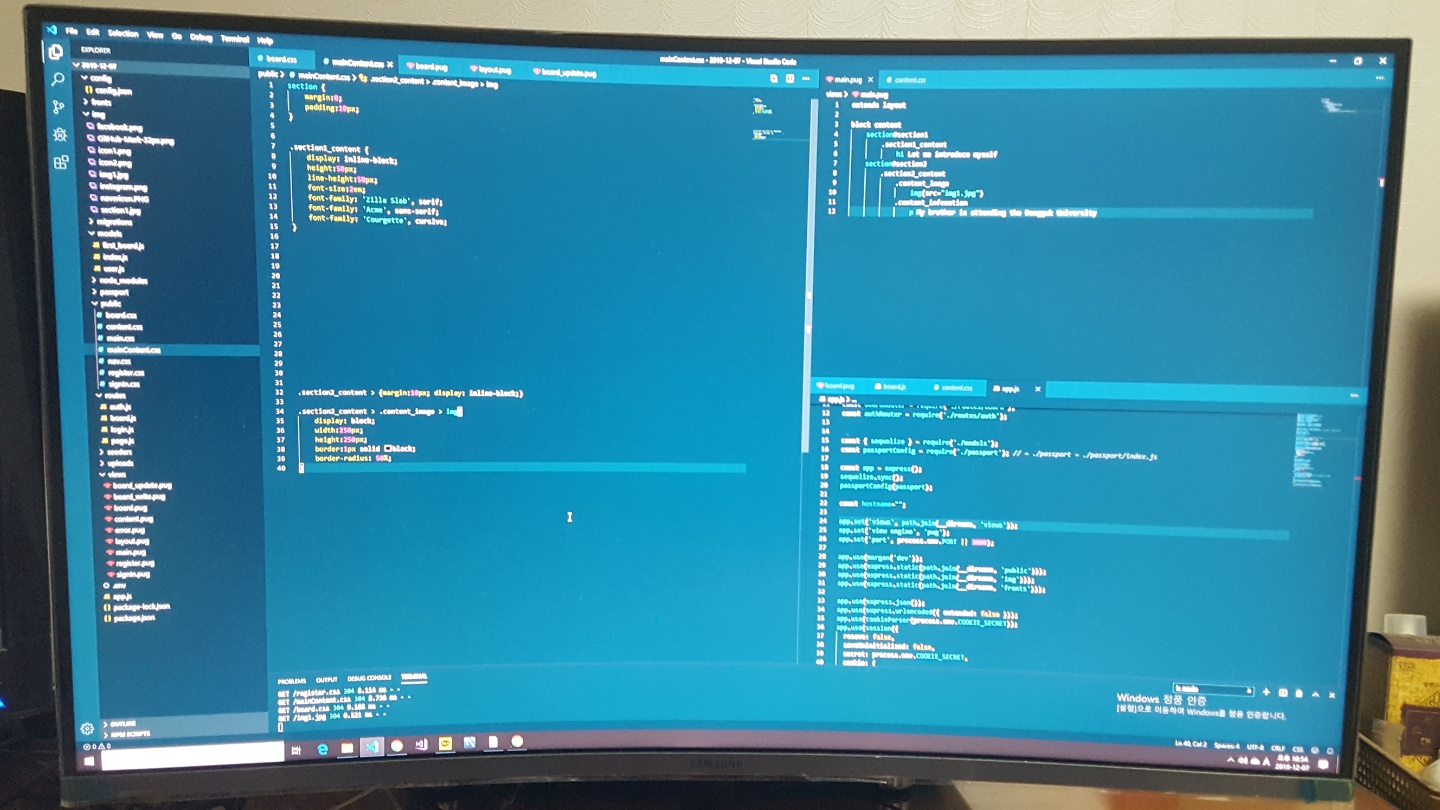 File Edit Selection View Go Debug Terminal Help
mainContent.css - 2019-12-07 - Visual Studio Code
EXPLORER
2019-12-07
config
config.json
fronts
img
facebook.png
GitHub-Mark-32px.png
icon1.png
icon2.png
img1.jpg
instagram.png
navericon.PNG
section1.jpg
migrations
models
first_board.js
index.js
user.js
node_modules
passport
public
board.css
content.css
main.css
mainContent.css
nav.css
register.css
signin.css
routes
auth.js
board.js
login.js
page.js
seeders
uploads
views
board_update.pug
board_write.pug
board.pug
content.pug
error.pug
layout.pug
main.pug
register.pug
signin.pug
.env
app.js
package-lock.json
package.json
OUTLINE
NPM SCRIPTS
board.css mainContent.css board.pug layout.pug board_update.pug
public > # mainContent.css > .section2_content > .content_image > img
1 section {
2 margin:0;
3 padding:10px;
4 }
5
6
7 .section1_content {
8 display: inline-block;
9 height:50px;
10 line-height:50px;
11 font-size:2em;
12 font-family: 'Zilla Slab', serif;
13 font-family: 'Acme', sans-serif;
14 font-family: 'Courgette', cursive;
15 }
16
17
18
19
20
21
22
23
24
25
26
27
28
29
30
31
32 .section2_content > {margin:10px; display: inline-block;}
33
34 .section2_content > .content_image > img
35 display: block;
36 width:250px;
37 height:250px;
38 border:1px solid black;
39 border-radius: 50%;
40 }
main.pug content.css
views > main.pug
1 extends layout
2
3 block content
4 section#section1
5 .section1_content
6 h1 Let me introduce myself
7 section#section2
8 .section2_content
9 .content_image
10 img(src="img1.jpg")
11 .content_infomation
12 p My brother is attending the Dongguk University
board.pug board.js content.css app.js
app.js > ...
12 const authRouter = require('./routes/auth');
13
14
15 const { sequelize } = require('./models');
16 const passportConfig = require('./passport'); // = ./passport = ./passport/index.js
17
18 const app = express();
19 sequelize.sync();
20 passportConfig(passport);
21
22 const hostname="";
23
24 app.set('views', path.join(__dirname, 'views'));
25 app.set('view engine', 'pug');
26 app.set('port', process.env.PORT || 3000);
27
28 app.use(morgan('dev'));
29 app.use(express.static(path.join(__dirname, 'public')));
30 app.use(express.static(path.join(__dirname, 'img')));
31 app.use(express.static(path.join(__dirname, 'fronts')));
32
33 app.use(express.json());
34 app.use(express.urlencoded({ extended: false }));
35 app.use(cookieParser(process.env.COOKIE_SECRET));
36 app.use(session({
37 resave: false,
38 saveUninitialized: false,
39 secret: process.env.COOKIE_SECRET,
40 cookie: {
PROBLEMS OUTPUT DEBUG CONSOLE TERMINAL
GET /register.css 304 0.114 ms - -
GET /mainContent.css 304 0.736 ms - -
GET /board.css 304 0.188 ms - -
GET /img1.jpg 304 0.521 ms - -
Windows 정품 인증
[설정]으로 이동하여 Windows를 정품 인증합니다.
Ln 40, Col 2 Spaces: 4 UTF-8 CRLF CSS
2019-12-07
SAMSUNG